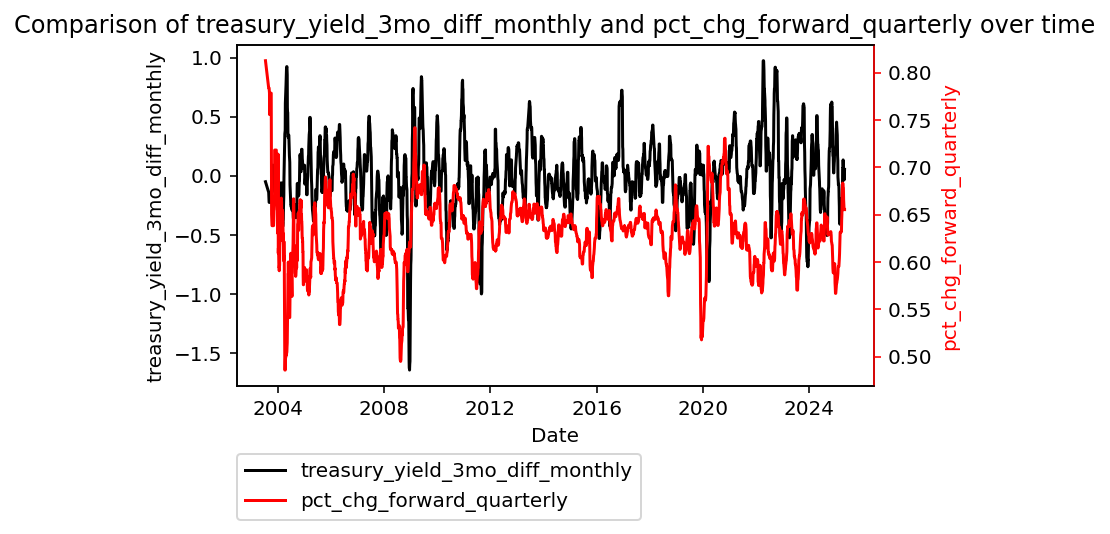 Comparison of treasury_yield_3mo_diff_monthly and pct_chg_forward_quarterly over time
treasury_yield_3mo_diff_monthly
1.0
0.5
0.0
−0.5
−1.0
−1.5
0.80
0.75
0.70
0.65
0.60
0.55
0.50
pct_chg_forward_quarterly
2004 2008 2012 2016 2020 2024
Date
treasury_yield_3mo_diff_monthly
pct_chg_forward_quarterly